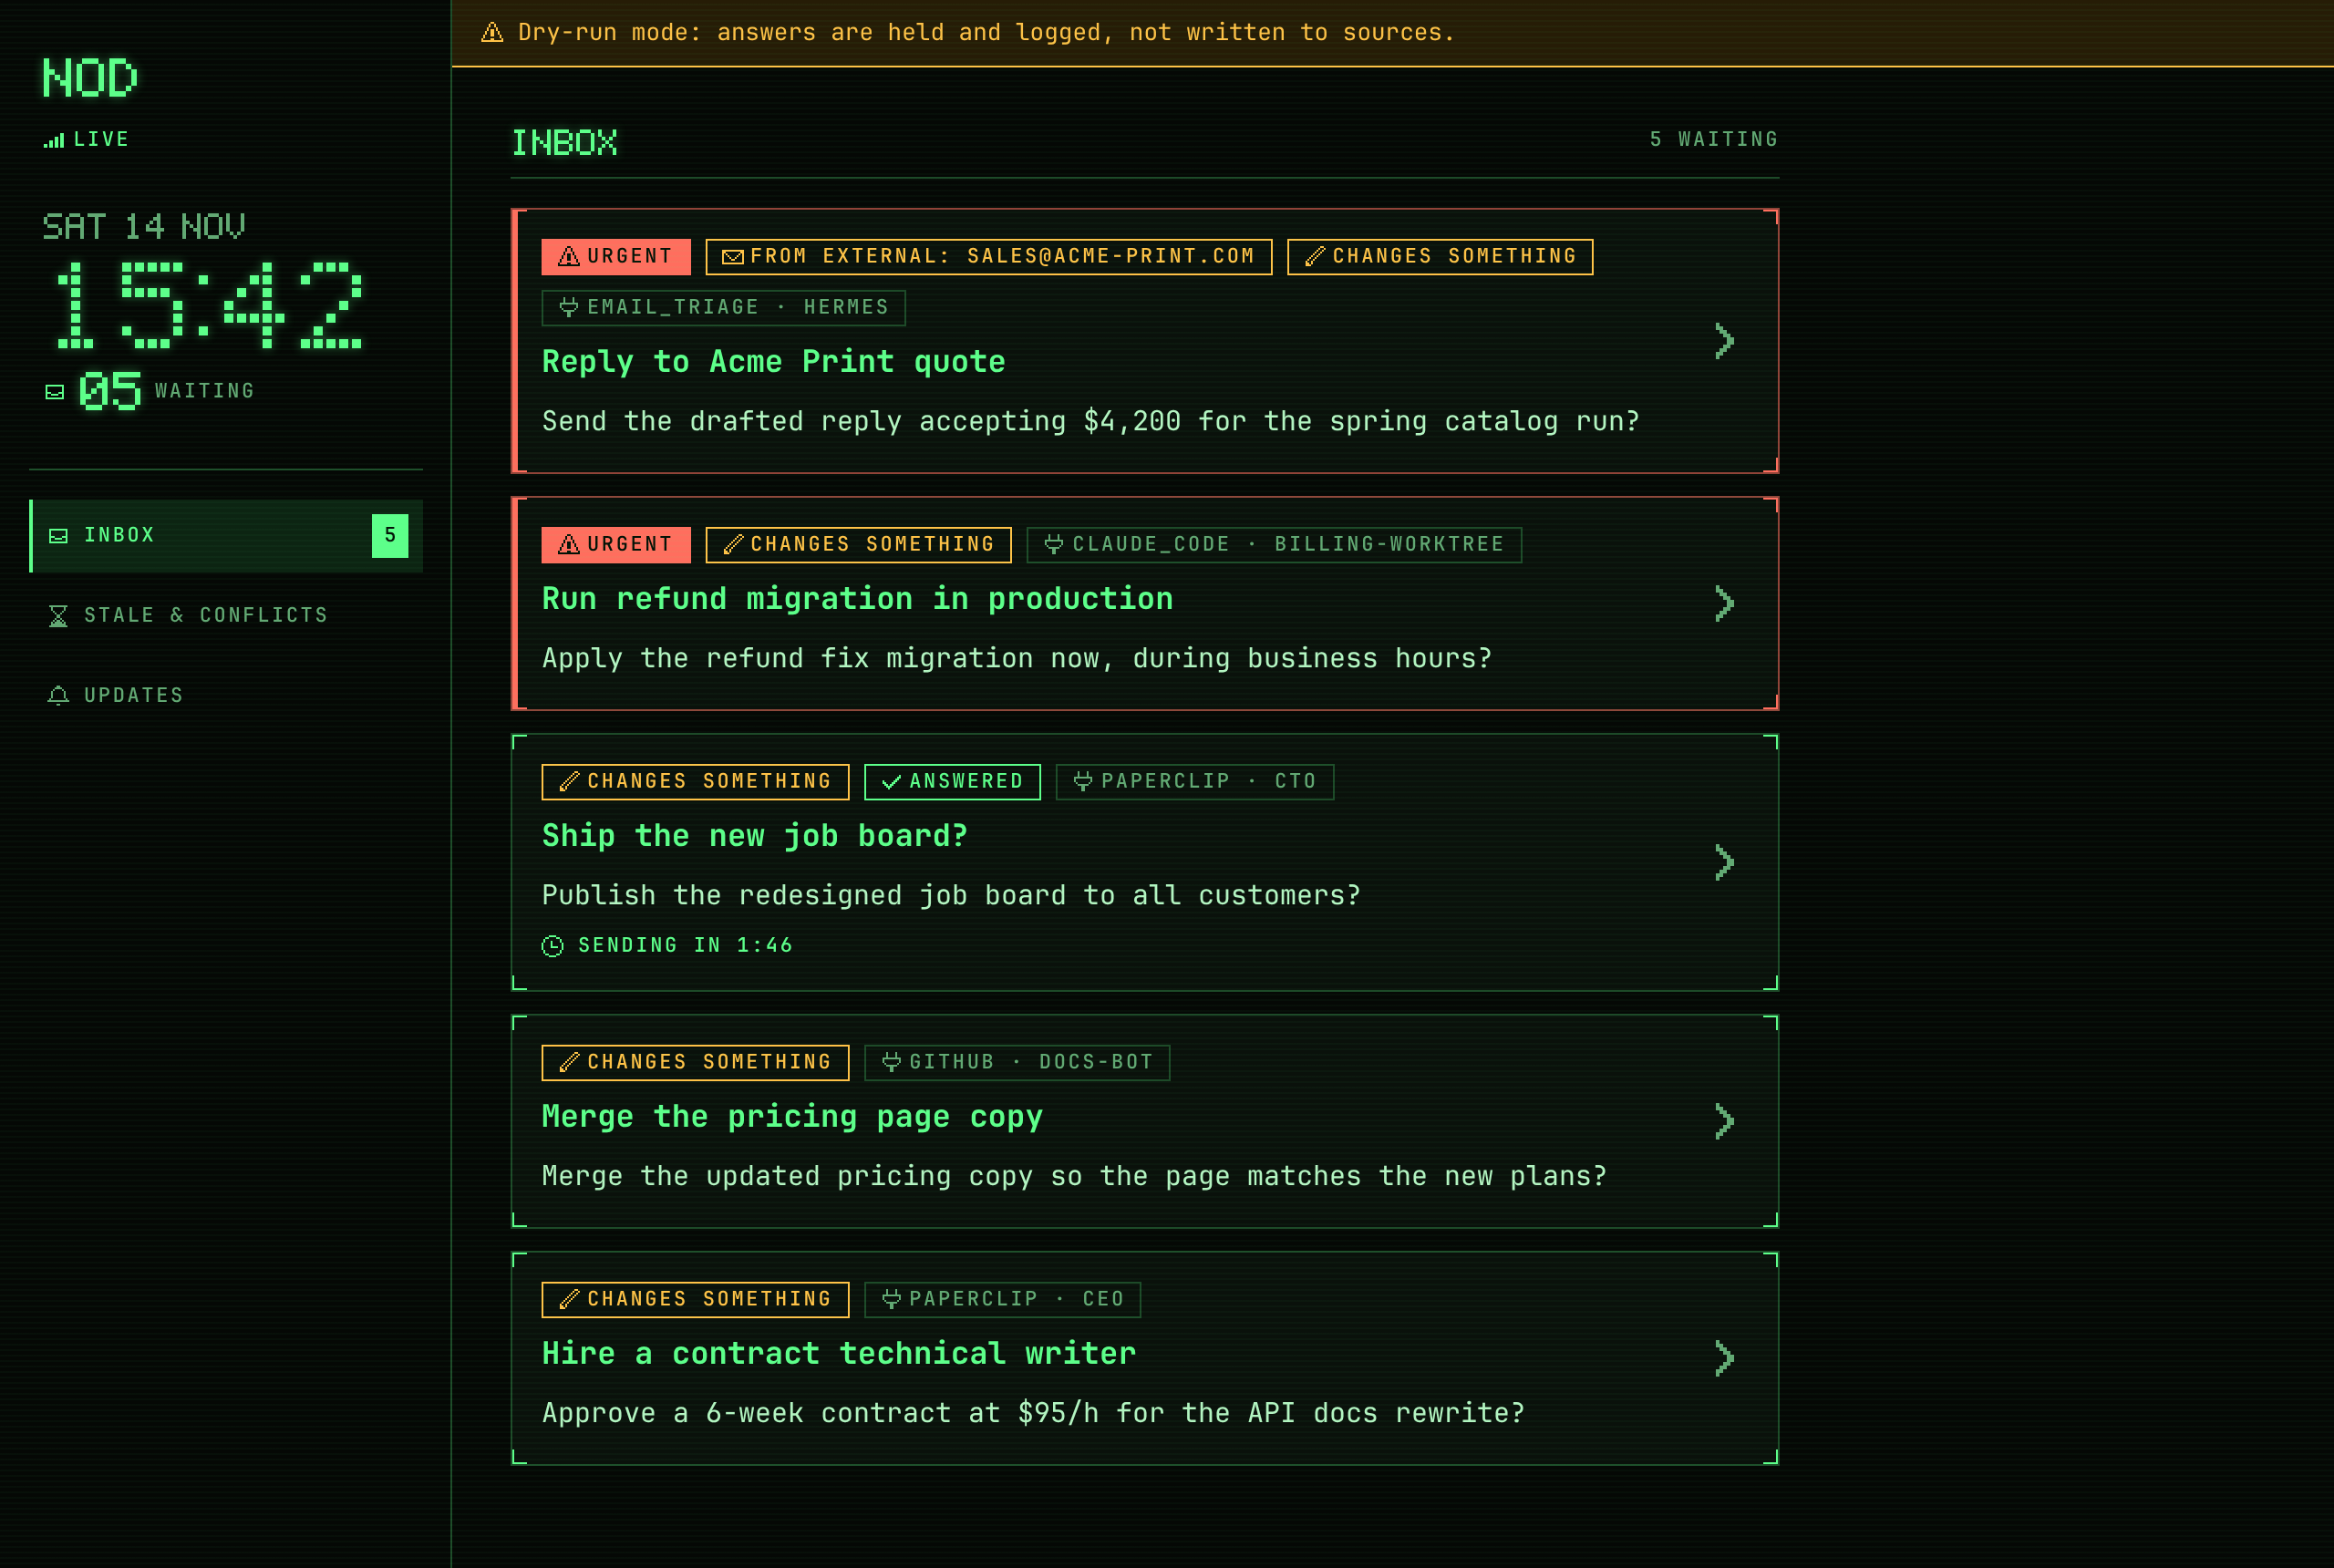 NOD
LIVE
SAT 14 NOV
15:42
05 WAITING
INBOX 5
STALE & CONFLICTS
UPDATES
Dry-run mode: answers are held and logged, not written to sources.
INBOX 5 WAITING
URGENT FROM EXTERNAL: SALES@ACME-PRINT.COM CHANGES SOMETHING
EMAIL_TRIAGE · HERMES
Reply to Acme Print quote
Send the drafted reply accepting $4,200 for the spring catalog run?
URGENT CHANGES SOMETHING CLAUDE_CODE · BILLING-WORKTREE
Run refund migration in production
Apply the refund fix migration now, during business hours?
CHANGES SOMETHING ANSWERED PAPERCLIP · CTO
Ship the new job board?
Publish the redesigned job board to all customers?
SENDING IN 1:46
CHANGES SOMETHING GITHUB · DOCS-BOT
Merge the pricing page copy
Merge the updated pricing copy so the page matches the new plans?
CHANGES SOMETHING PAPERCLIP · CEO
Hire a contract technical writer
Approve a 6-week contract at $95/h for the API docs rewrite?